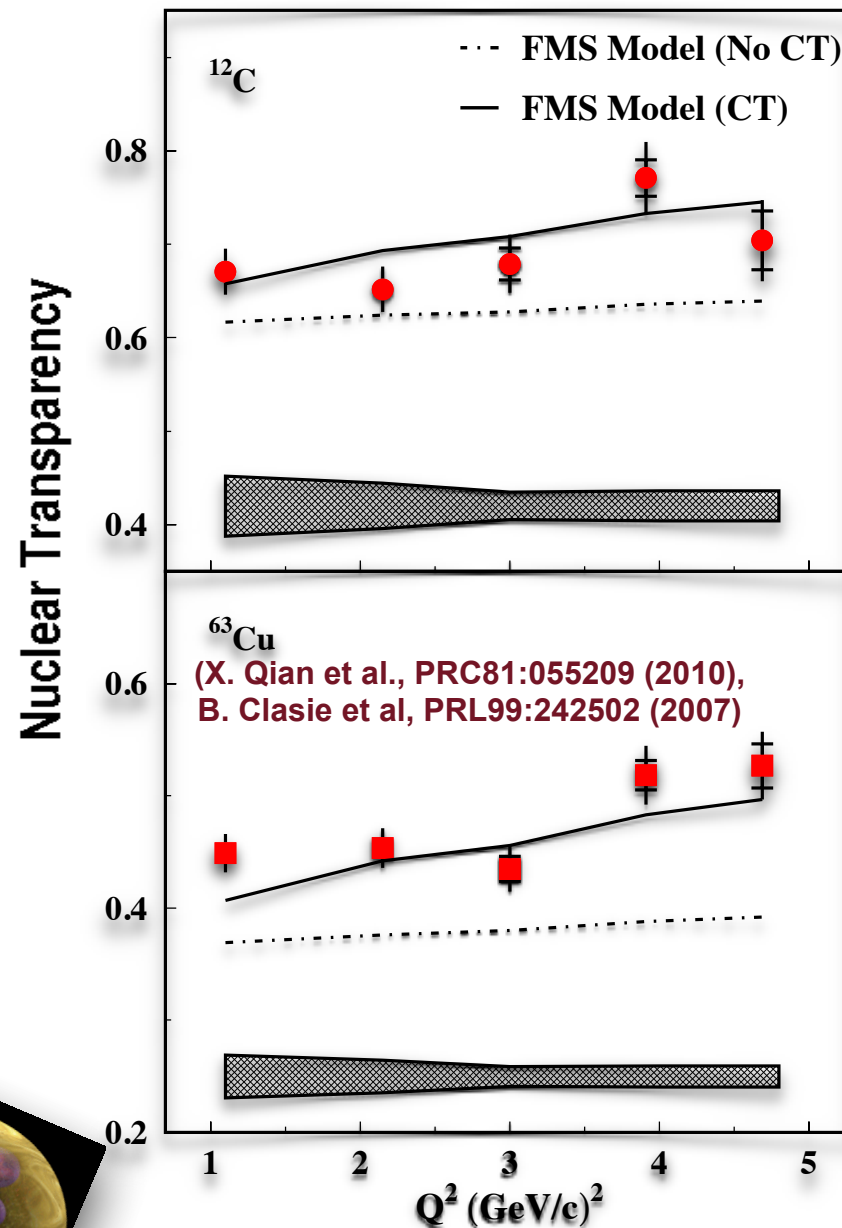 ¹²C
FMS Model (No CT)
FMS Model (CT)
0.8
0.6
0.4
Nuclear Transparency
⁶³Cu
(X. Qian et al., PRC81:055209 (2010),
B. Clasie et al, PRL99:242502 (2007)
0.6
0.4
0.2
1 2 3 4 5
Q² (GeV/c)²